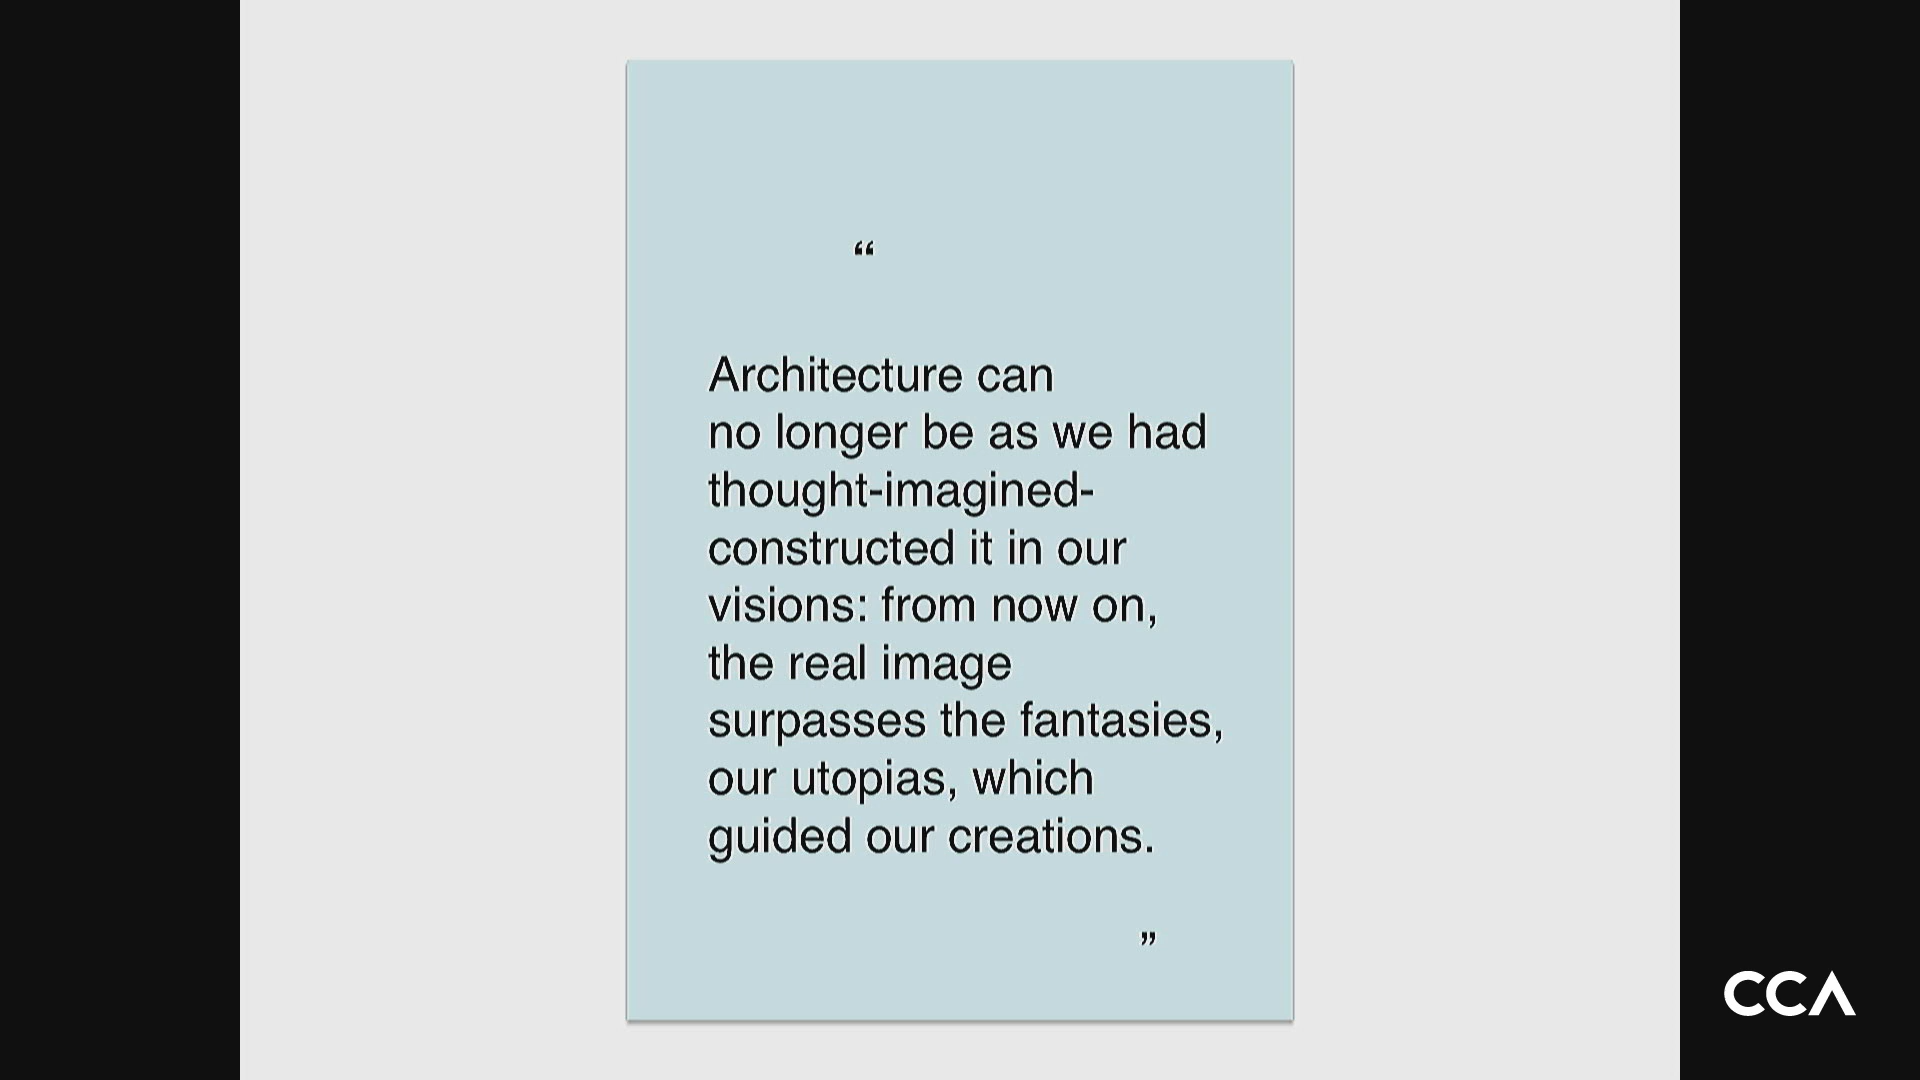 “
Architecture can
no longer be as we had
thought-imagined-
constructed it in our
visions: from now on,
the real image
surpasses the fantasies,
our utopias, which
guided our creations.
”
CCA